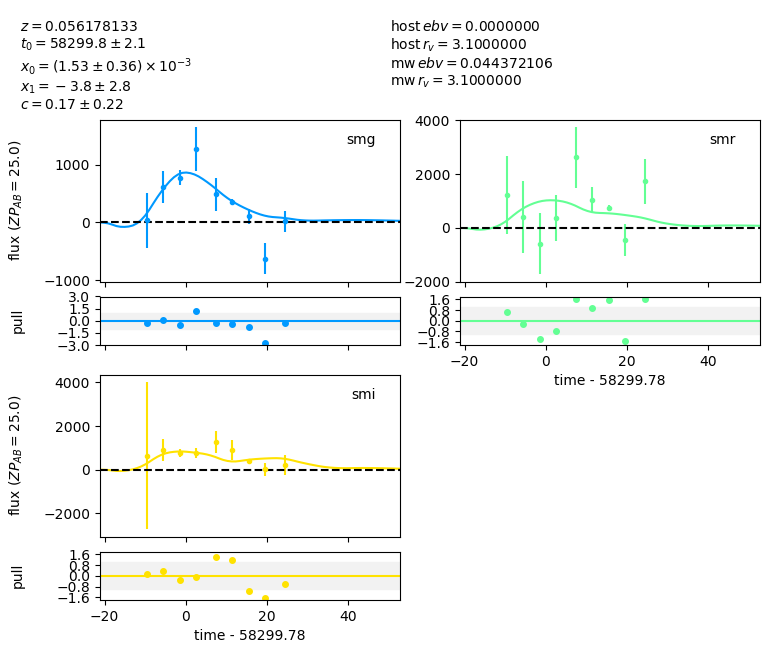 z = 0.056178133
t₀ = 58299.8 ± 2.1
x₀ = (1.53 ± 0.36) × 10⁻³
x₁ = −3.8 ± 2.8
c = 0.17 ± 0.22
host ebv = 0.0000000
host r_v = 3.1000000
mw ebv = 0.044372106
mw r_v = 3.1000000
smg
flux (ZP_AB = 25.0)
1000
0
−1000
pull
3.0
1.5
0.0
−1.5
−3.0
smr
4000
2000
0
−2000
1.6
0.8
0.0
−0.8
−1.6
−20 0 20 40
time - 58299.78
smi
flux (ZP_AB = 25.0)
4000
2000
0
−2000
pull
1.6
0.8
0.0
−0.8
−1.6
−20 0 20 40
time - 58299.78